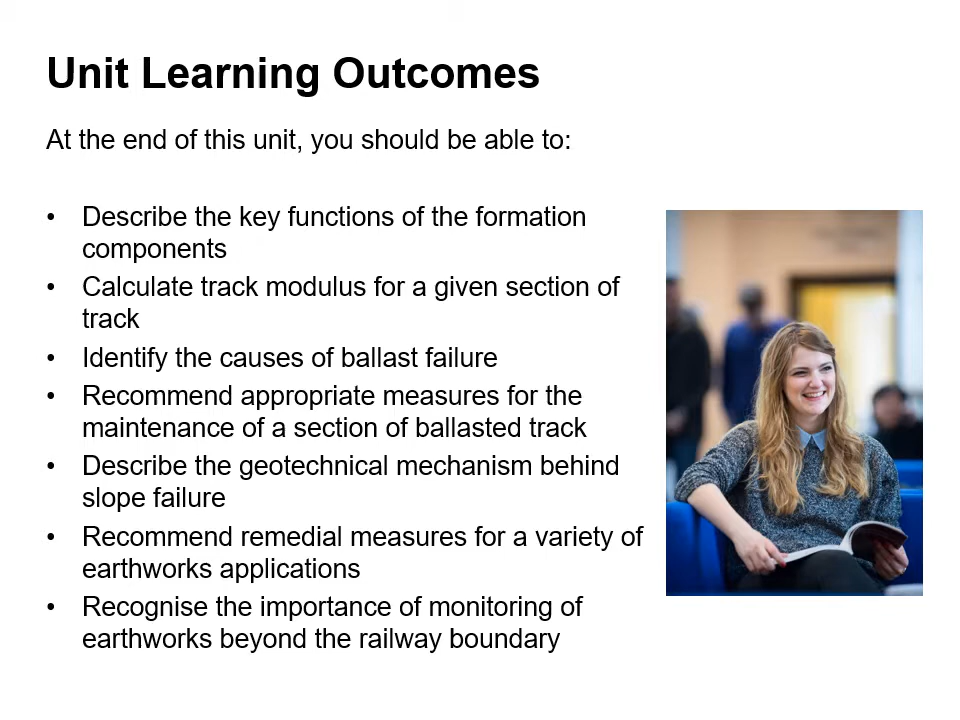 Unit Learning Outcomes
At the end of this unit, you should be able to:
• Describe the key functions of the formation
components
• Calculate track modulus for a given section of
track
• Identify the causes of ballast failure
• Recommend appropriate measures for the
maintenance of a section of ballasted track
• Describe the geotechnical mechanism behind
slope failure
• Recommend remedial measures for a variety of
earthworks applications
• Recognise the importance of monitoring of
earthworks beyond the railway boundary